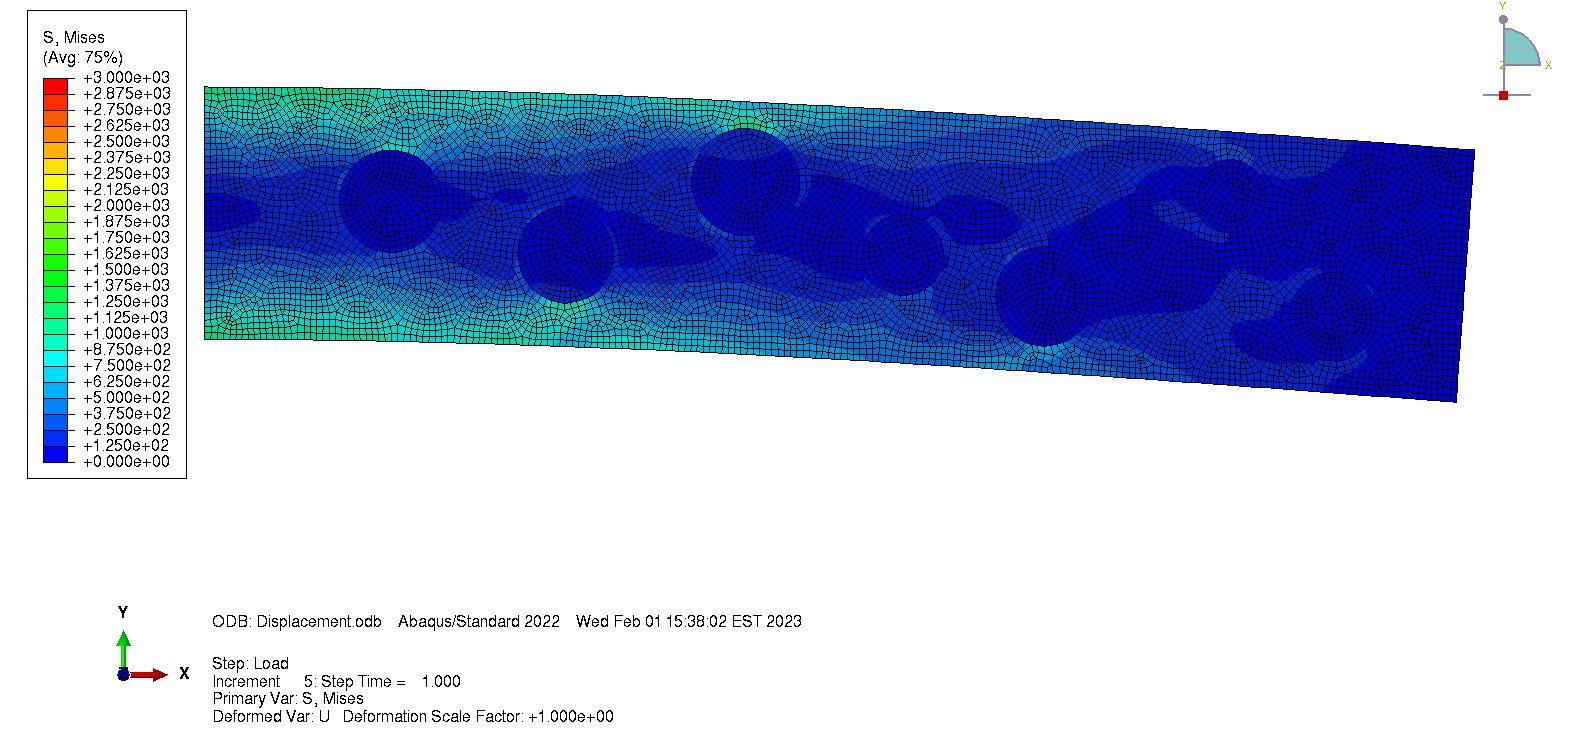 S, Mises
(Avg: 75%)
+3.000e+03
+2.875e+03
+2.750e+03
+2.625e+03
+2.500e+03
+2.375e+03
+2.250e+03
+2.125e+03
+2.000e+03
+1.875e+03
+1.750e+03
+1.625e+03
+1.500e+03
+1.375e+03
+1.250e+03
+1.125e+03
+1.000e+03
+8.750e+02
+7.500e+02
+6.250e+02
+5.000e+02
+3.750e+02
+2.500e+02
+1.250e+02
+0.000e+00
Y
Z
X
Y
Z
X
ODB: Displacement.odb Abaqus/Standard 2022 Wed Feb 01 15:38:02 EST 2023
Step: Load
Increment 5: Step Time = 1.000
Primary Var: S, Mises
Deformed Var: U Deformation Scale Factor: +1.000e+00